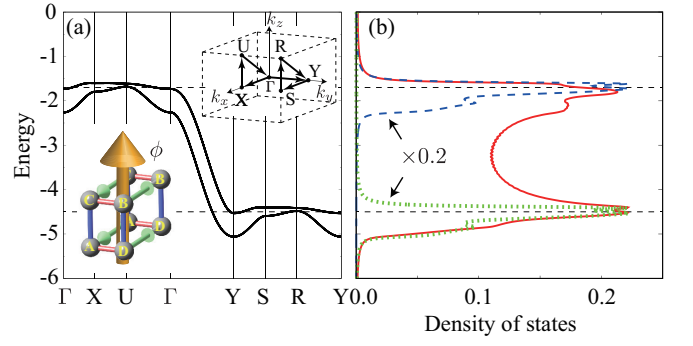 (a)
(b)
0
-1
-2
-3
-4
-5
-6
Energy
k_z
U
R
Γ
Y
X
S
k_x
k_y
ϕ
B
C
B
A
D
D
×0.2
Γ X U Γ Y S R Y
0.0 0.1 0.2
Density of states